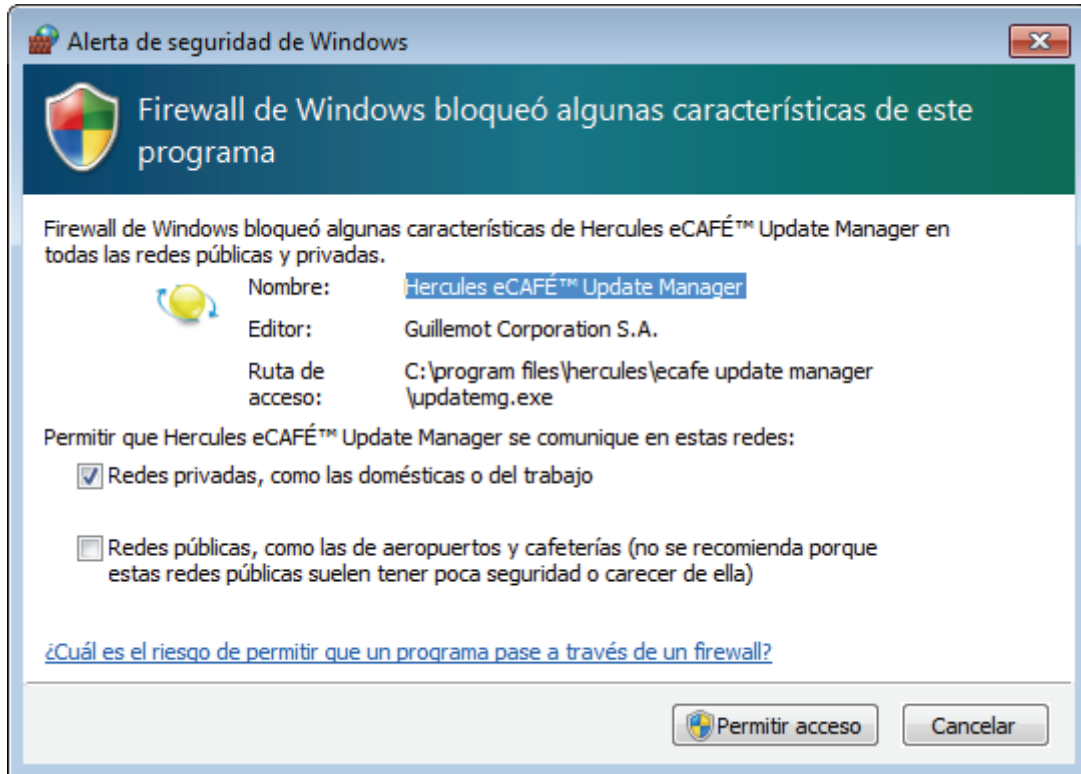 Alerta de seguridad de Windows
Firewall de Windows bloqueó algunas características de este
programa
Firewall de Windows bloqueó algunas características de Hercules eCAFÉ™ Update Manager en
todas las redes públicas y privadas.
Nombre: Hercules eCAFÉ™ Update Manager
Editor: Guillemot Corporation S.A.
Ruta de C:\program files\hercules\ecafe update manager
acceso: \updatemg.exe
Permitir que Hercules eCAFÉ™ Update Manager se comunique en estas redes:
Redes privadas, como las domésticas o del trabajo
Redes públicas, como las de aeropuertos y cafeterías (no se recomienda porque
estas redes públicas suelen tener poca seguridad o carecer de ella)
¿Cuál es el riesgo de permitir que un programa pase a través de un firewall?
Permitir acceso Cancelar